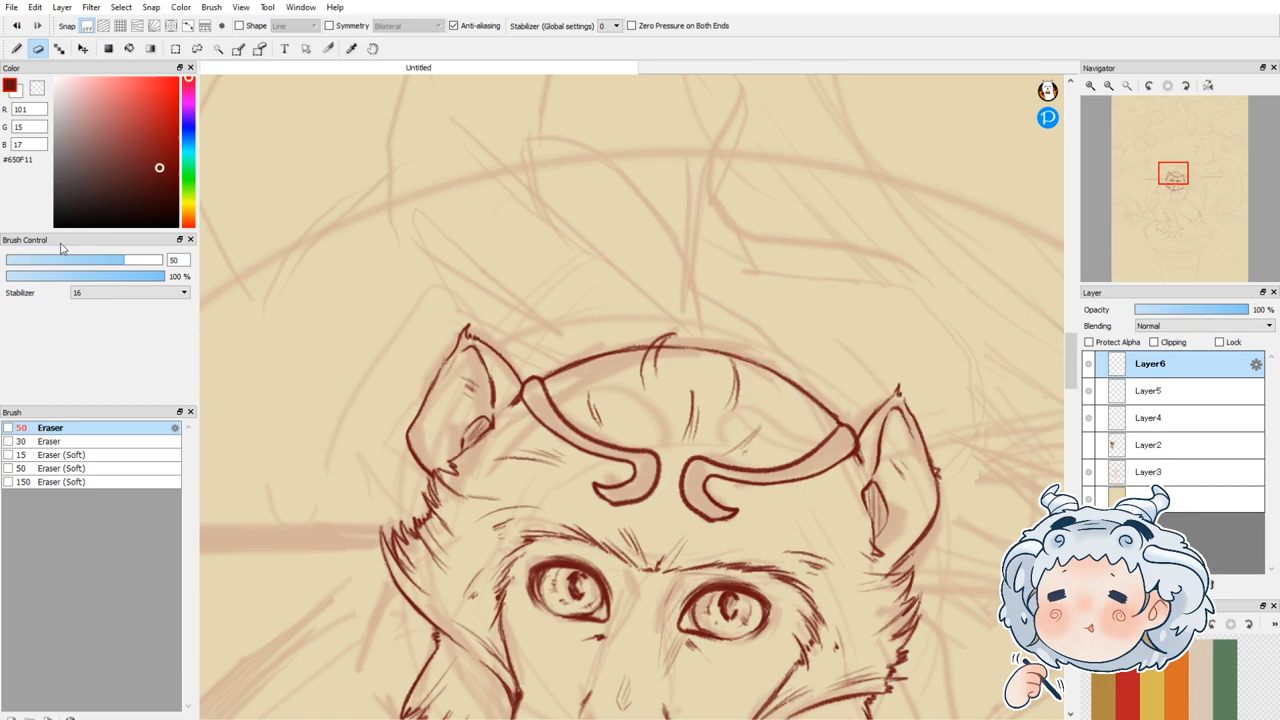 File Edit Layer Filter Select Snap Color Brush View Tool Window Help
Snap off Shape Line Symmetry Bilateral Anti-aliasing Stabilizer (Global settings) 0 Zero Pressure on Both Ends
Color
Untitled
Navigator
R 101
G 15
B 17
#650F11
Brush Control
50
100 %
Stabilizer 16
Layer
Opacity 100 %
Blending Normal
Protect Alpha Clipping Lock
Layer6
Layer5
Layer4
Layer2
Layer3
Brush
50 Eraser
30 Eraser
15 Eraser (Soft)
50 Eraser (Soft)
150 Eraser (Soft)